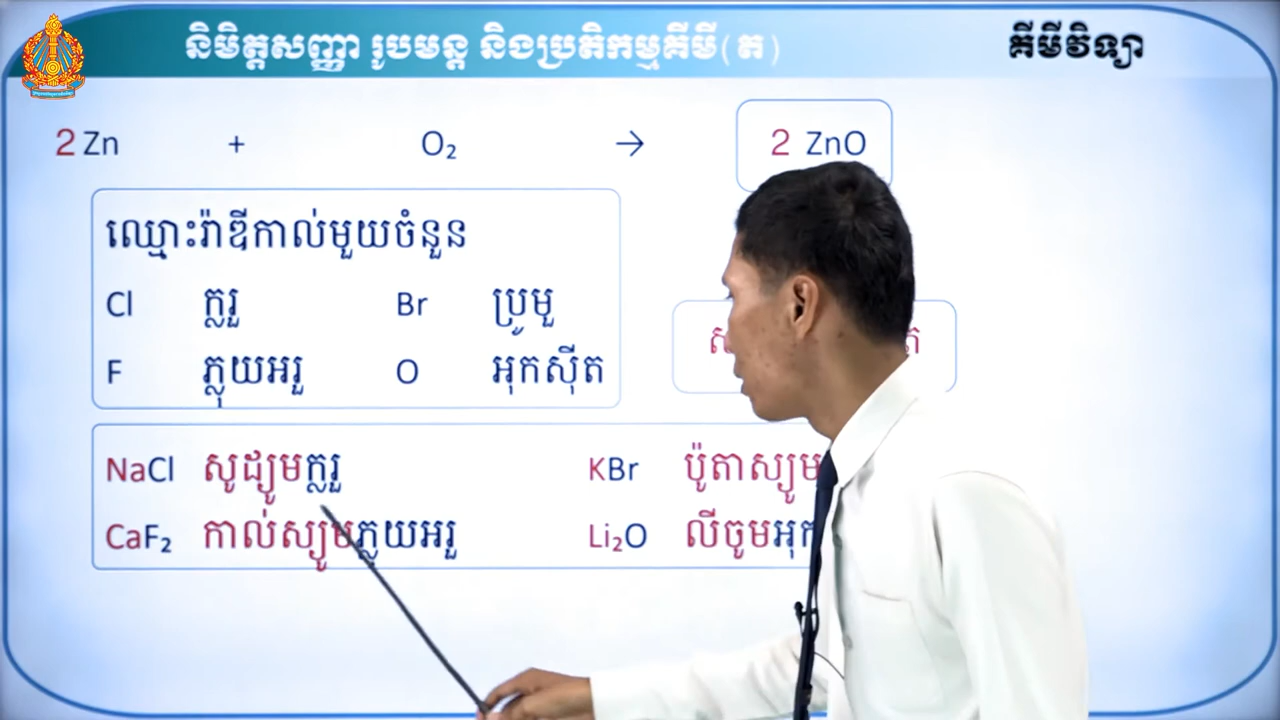 និមិត្តសញ្ញា រូបមន្ត និងប្រតិកម្មគីមី(ត)
គីមីវិទ្យា
2 Zn + O₂ → 2 ZnO
ឈ្មោះរ៉ាឌីកាល់មួយចំនួន
Cl ក្លរួ Br ប្រូមួ
F ភ្លុយអរួ O អុកស៊ីត
NaCl សូដ្យូមក្លរួ KBr ប៉ូតាស្យូម
CaF₂ កាល់ស្យូមភ្លុយអរួ Li₂O លីចូម